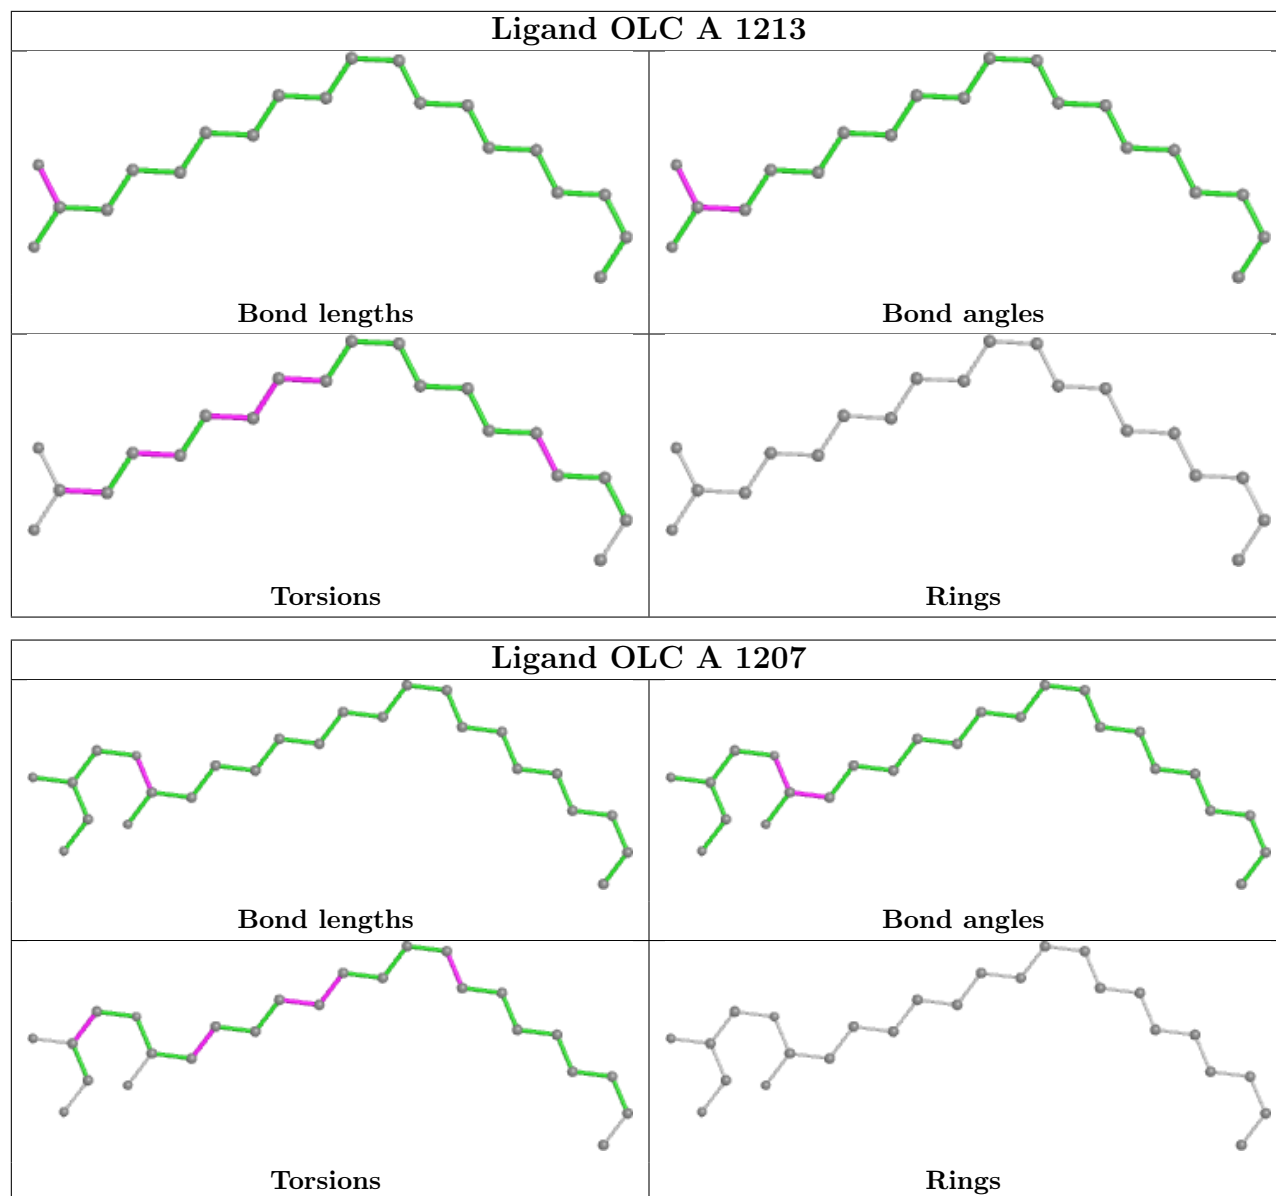 Ligand OLC A 1213
Bond lengths
Bond angles
Torsions
Rings
Ligand OLC A 1207
Bond lengths
Bond angles
Torsions
Rings